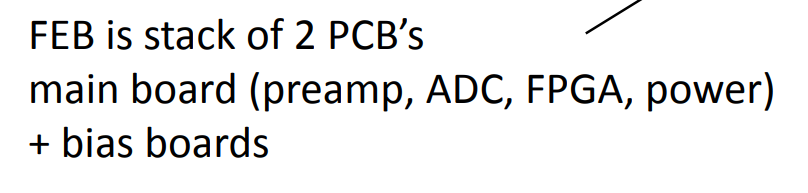 FEB is stack of 2 PCB’s
main board (preamp, ADC, FPGA, power)
+ bias boards